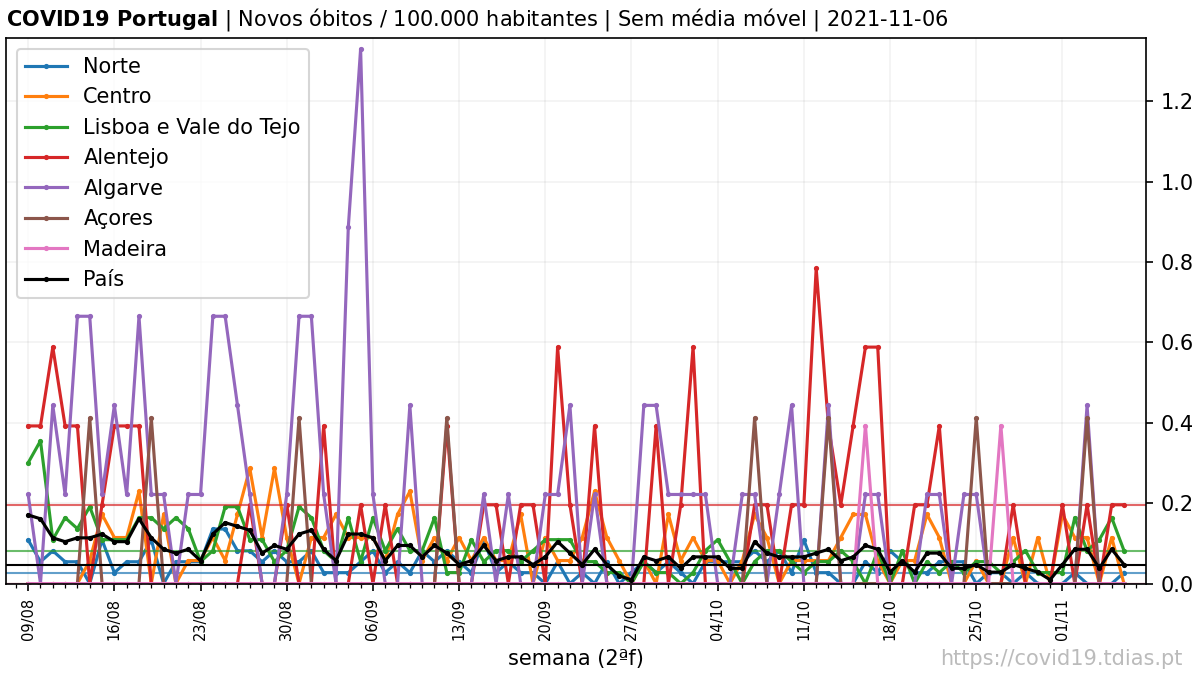 COVID19 Portugal | Novos óbitos / 100.000 habitantes | Sem média móvel | 2021-11-06
Norte
Centro
Lisboa e Vale do Tejo
Alentejo
Algarve
Açores
Madeira
País
1.2
1.0
0.8
0.6
0.4
0.2
0.0
09/08
16/08
23/08
30/08
06/09
13/09
20/09
27/09
04/10
11/10
18/10
25/10
01/11
semana (2ªf)
https://covid19.tdias.pt